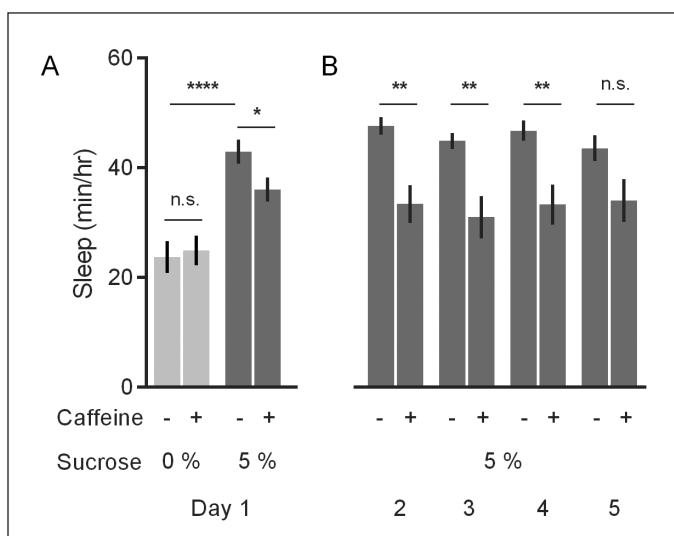 A
B
60
40
20
0
Sleep (min/hr)
****
*
n.s.
**
**
**
n.s.
Caffeine - + - + - + - + - + - +
Sucrose 0 % 5 % 5 %
Day 1 2 3 4 5